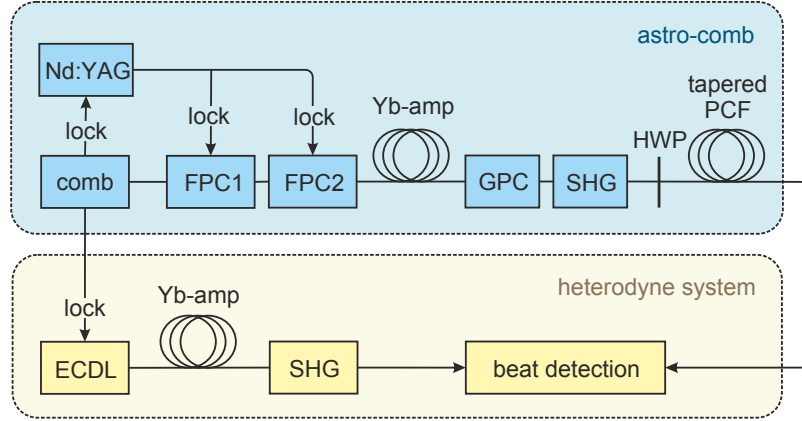 astro-comb
Nd:YAG
tapered
PCF
Yb-amp
lock
lock
lock
HWP
comb
FPC1
FPC2
GPC
SHG
heterodyne system
Yb-amp
lock
ECDL
SHG
beat detection